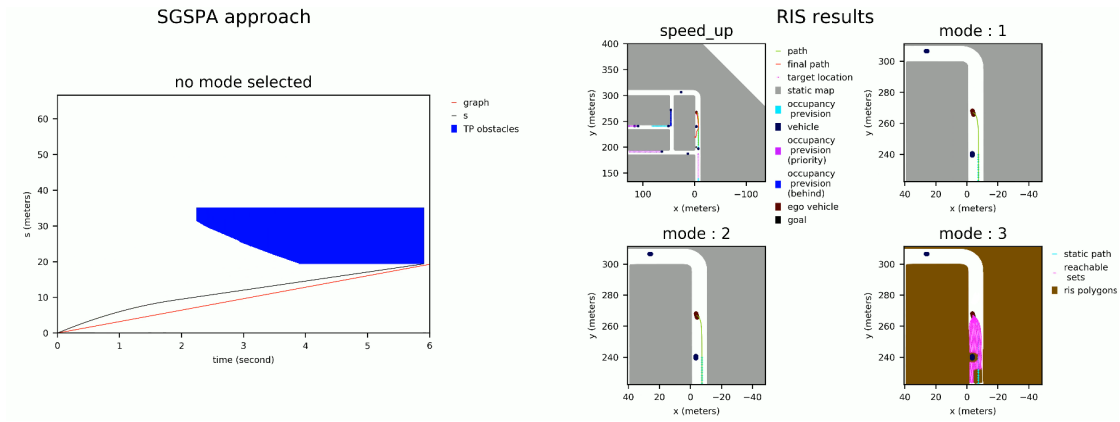 SGSPA approach
no mode selected
s (meters)
60
50
40
30
20
10
0
0 1 2 3 4 5 6
time (second)
graph
s
TP obstacles
RIS results
speed_up
y (meters)
400
350
300
250
200
150
100 0 −100
x (meters)
path
final path
target location
static map
occupancy
prevision
vehicle
occupancy
prevision
(priority)
occupancy
prevision
(behind)
ego vehicle
goal
mode : 1
y (meters)
300
280
260
240
40 20 0 −20 −40
x (meters)
mode : 2
y (meters)
300
280
260
240
40 20 0 −20 −40
x (meters)
mode : 3
y (meters)
300
280
260
240
40 20 0 −20 −40
x (meters)
static path
reachable
sets
ris polygons